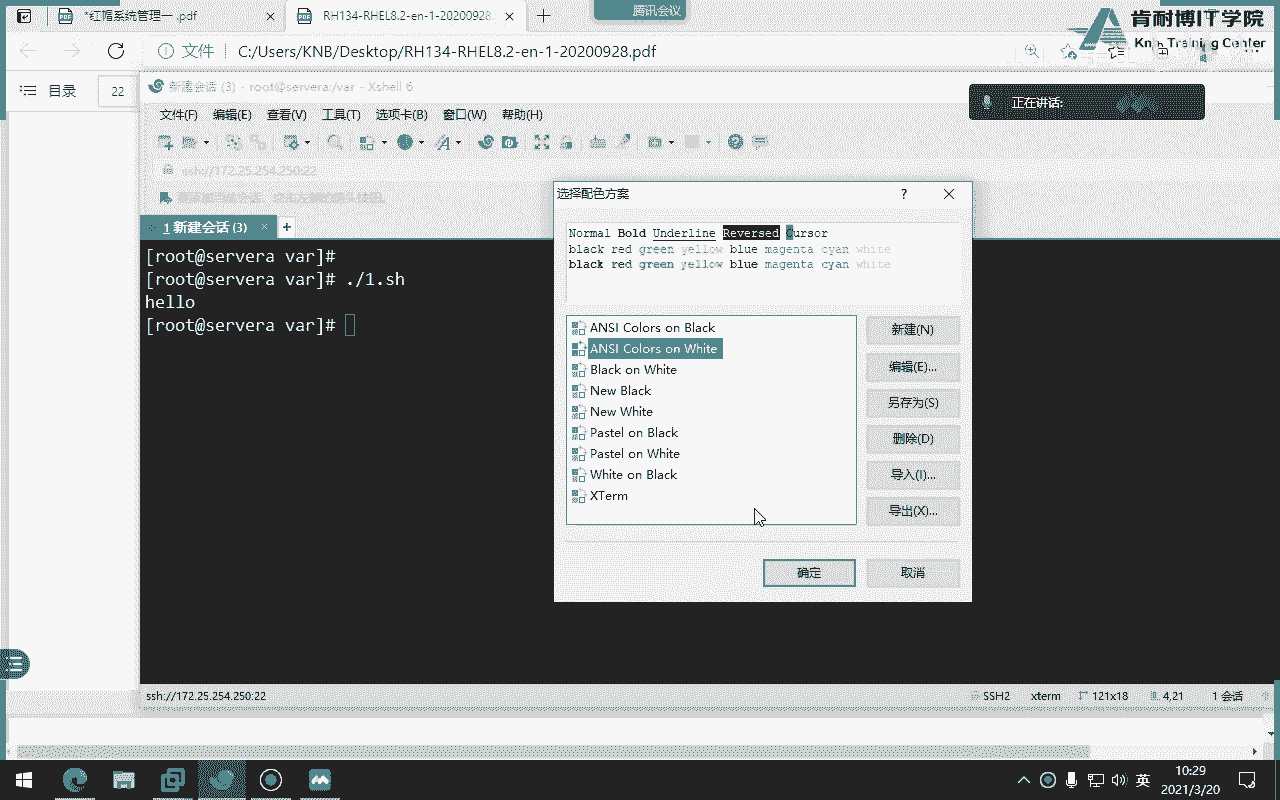 *红帽系统管理一 .pdf
RH134-RHEL8.2-en-1-20200928.
腾讯会议
肯耐博IT学院
Knb Training Center
文件
C:/Users/KNB/Desktop/RH134-RHEL8.2-en-1-20200928.pdf
目录
22
新建会话 (3) - root@servera:/var - Xshell 6
正在讲话:
文件(F) 编辑(E) 查看(V) 工具(T) 选项卡(B) 窗口(W) 帮助(H)
ssh://172.25.254.250:22
1 新建会话 (3)
[root@servera var]#
[root@servera var]# ./1.sh
hello
[root@servera var]#
选择配色方案
Normal Bold Underline Reversed Cursor
black red green yellow blue magenta cyan white
black red green yellow blue magenta cyan white
ANSI Colors on Black
ANSI Colors on White
Black on White
New Black
New White
Pastel on Black
Pastel on White
White on Black
XTerm
新建(N)
编辑(E)...
另存为(S)
删除(D)
导入(I)...
导出(X)...
确定
取消
ssh://172.25.254.250:22
SSH2
xterm
121x18
4,21
1 会话
英
10:29
2021/3/20